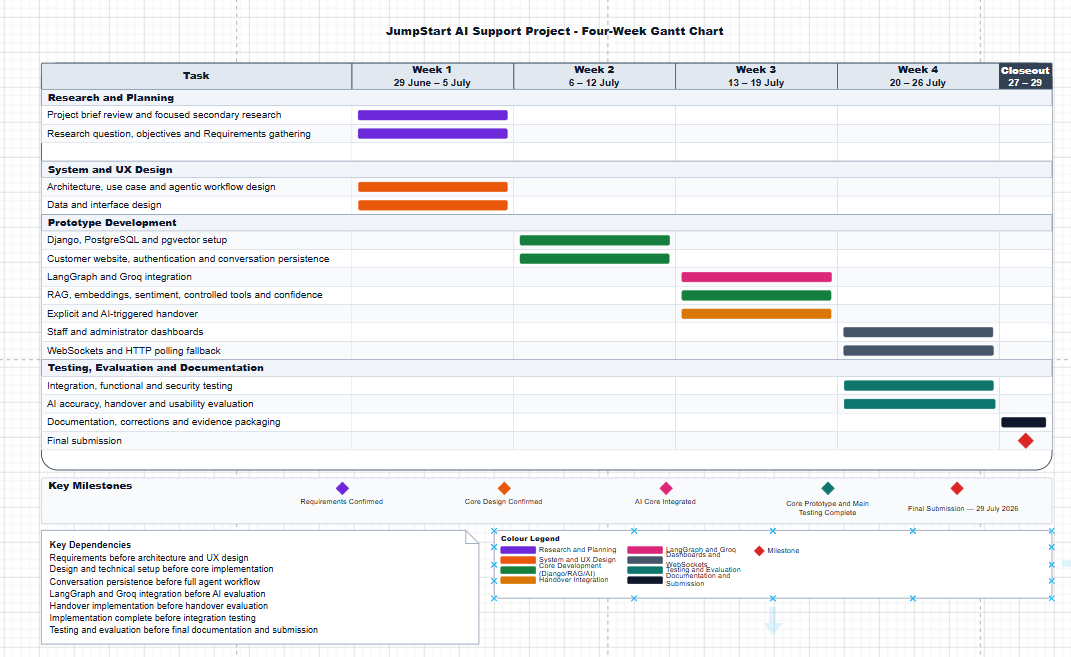 JumpStart AI Support Project - Four-Week Gantt Chart
Task
Week 1
29 June – 5 July
Week 2
6 – 12 July
Week 3
13 – 19 July
Week 4
20 – 26 July
Closeout
27 – 29
Research and Planning
Project brief review and focused secondary research
Research question, objectives and Requirements gathering
System and UX Design
Architecture, use case and agentic workflow design
Data and interface design
Prototype Development
Django, PostgreSQL and pgvector setup
Customer website, authentication and conversation persistence
LangGraph and Groq integration
RAG, embeddings, sentiment, controlled tools and confidence
Explicit and AI-triggered handover
Staff and administrator dashboards
WebSockets and HTTP polling fallback
Testing, Evaluation and Documentation
Integration, functional and security testing
AI accuracy, handover and usability evaluation
Documentation, corrections and evidence packaging
Final submission
Key Milestones
Requirements Confirmed
Core Design Confirmed
AI Core Integrated
Core Prototype and Main
Testing Complete
Final Submission — 29 July 2026
Key Dependencies
Requirements before architecture and UX design
Design and technical setup before core implementation
Conversation persistence before full agent workflow
LangGraph and Groq integration before AI evaluation
Handover implementation before handover evaluation
Implementation complete before integration testing
Testing and evaluation before final documentation and submission
Colour Legend
Research and Planning
System and UX Design
Core Development
(Django/RAG/AI)
Handover Integration
LangGraph and Groq
Dashboards and
WebSockets
Testing and Evaluation
Documentation and
Submission
Milestone